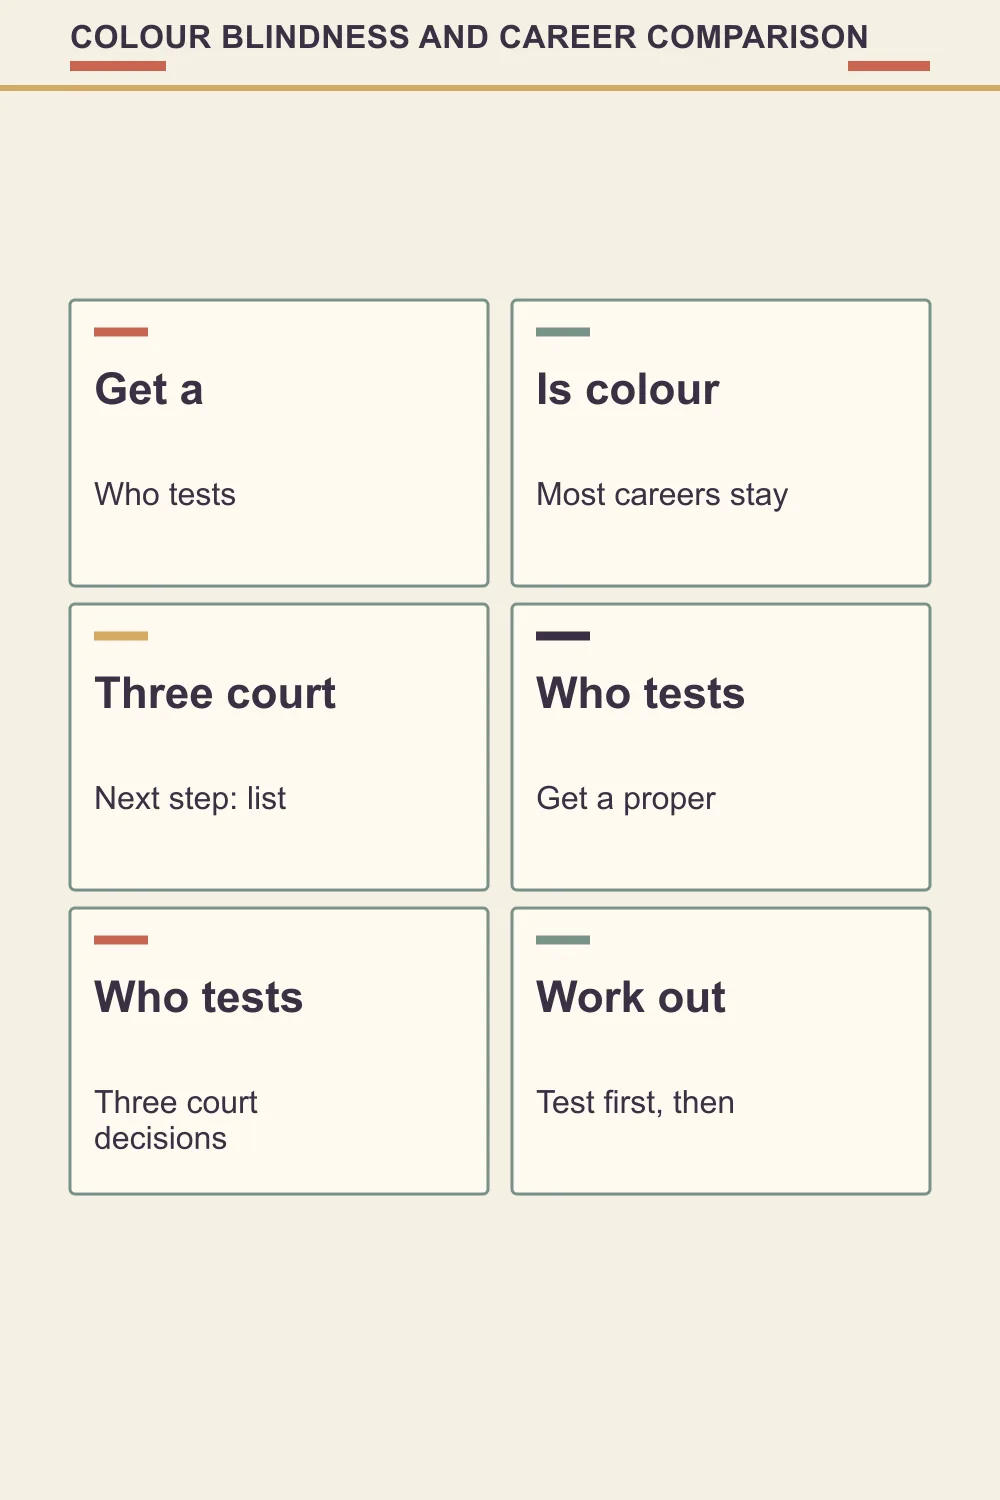 COLOUR BLINDNESS AND CAREER COMPARISON
Get a
Who tests
Is colour
Most careers stay
Three court
Next step: list
Who tests
Get a proper
Who tests
Three court
decisions
Work out
Test first, then